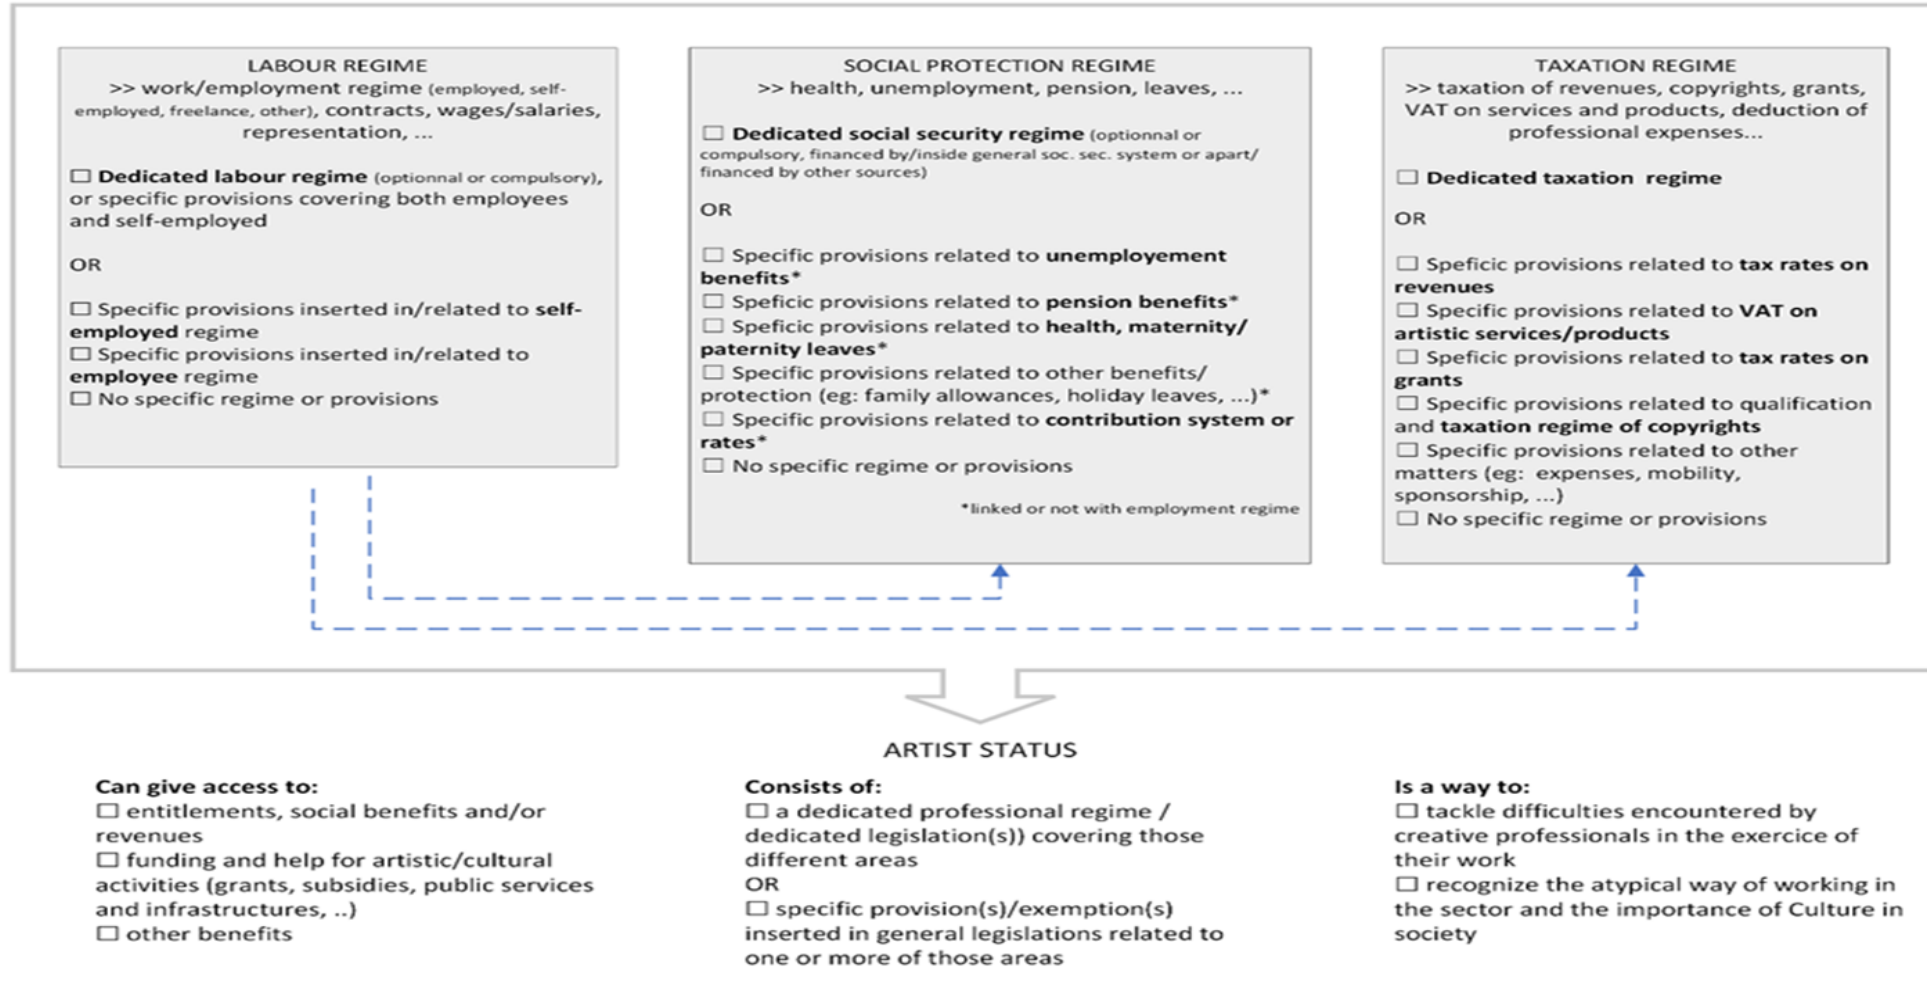 LABOUR REGIME
>> work/employment regime (employed, self-
employed, freelance, other), contracts, wages/salaries,
representation, ...
☐ Dedicated labour regime (optionnal or compulsory),
or specific provisions covering both employees
and self-employed
OR
☐ Specific provisions inserted in/related to self-
employed regime
☐ Specific provisions inserted in/related to
employee regime
☐ No specific regime or provisions
SOCIAL PROTECTION REGIME
>> health, unemployment, pension, leaves, ...
☐ Dedicated social security regime (optionnal or
compulsory, financed by/inside general soc. sec. system or apart/
financed by other sources)
OR
☐ Specific provisions related to unemployement
benefits*
☐ Speficic provisions related to pension benefits*
☐ Speficic provisions related to health, maternity/
paternity leaves*
☐ Specific provisions related to other benefits/
protection (eg: family allowances, holiday leaves, ...)*
☐ Specific provisions related to contribution system or
rates*
☐ No specific regime or provisions
*linked or not with employment regime
TAXATION REGIME
>> taxation of revenues, copyrights, grants,
VAT on services and products, deduction of
professional expenses...
☐ Dedicated taxation regime
OR
☐ Speficic provisions related to tax rates on
revenues
☐ Specific provisions related to VAT on
artistic services/products
☐ Speficic provisions related to tax rates on
grants
☐ Specific provisions related to qualification
and taxation regime of copyrights
☐ Specific provisions related to other
matters (eg: expenses, mobility,
sponsorship, ...)
☐ No specific regime or provisions
ARTIST STATUS
Can give access to:
☐ entitlements, social benefits and/or
revenues
☐ funding and help for artistic/cultural
activities (grants, subsidies, public services
and infrastructures, ..)
☐ other benefits
Consists of:
☐ a dedicated professional regime /
dedicated legislation(s)) covering those
different areas
OR
☐ specific provision(s)/exemption(s)
inserted in general legislations related to
one or more of those areas
Is a way to:
☐ tackle difficulties encountered by
creative professionals in the exercice of
their work
☐ recognize the atypical way of working in
the sector and the importance of Culture in
society